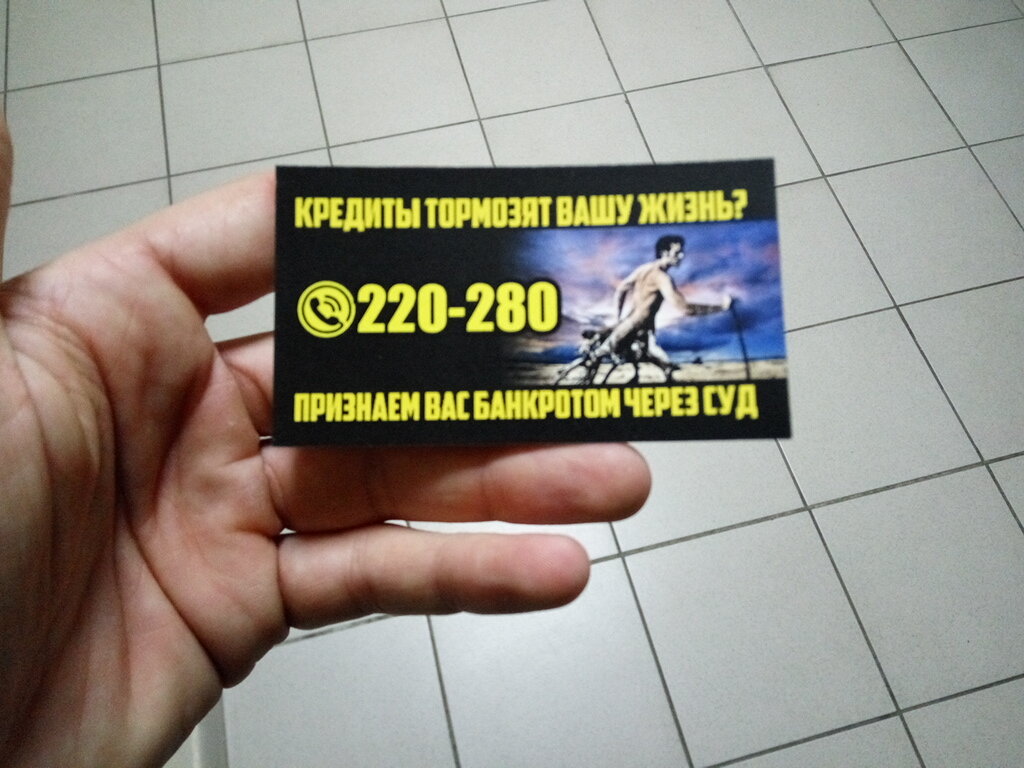 КРЕДИТЫ ТОРМОЗЯТ ВАШУ ЖИЗНЬ?
220-280
ПРИЗНАЕМ ВАС БАНКРОТОМ ЧЕРЕЗ СУД